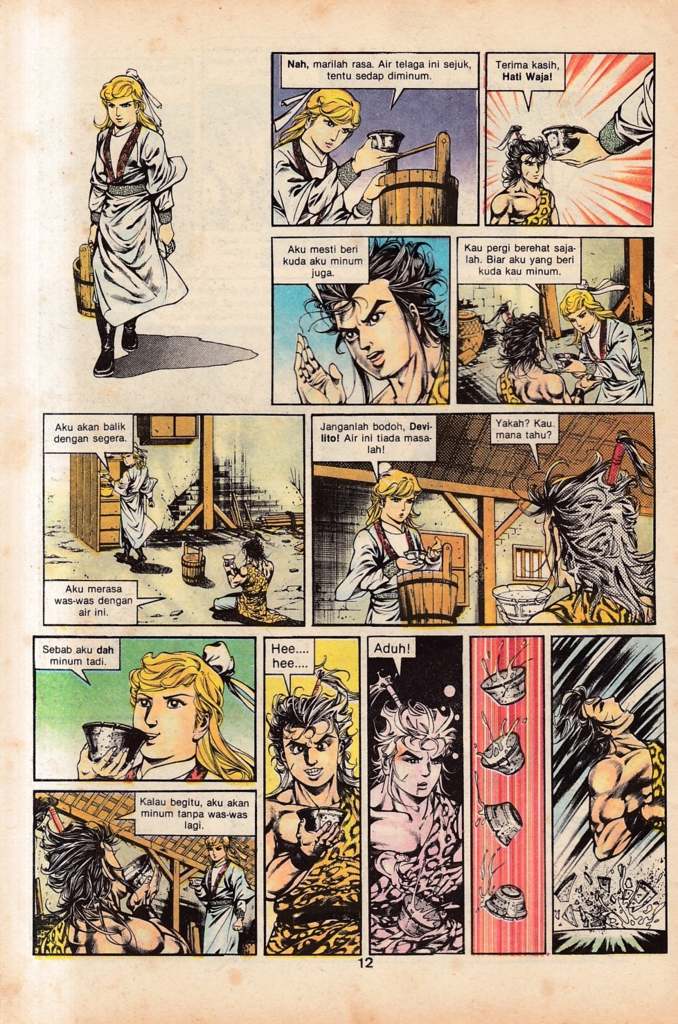 Nah, marilah rasa. Air telaga ini sejuk,
tentu sedap diminum.
Terima kasih,
Hati Waja!
Aku mesti beri
kuda aku minum
juga.
Kau pergi berehat saja-
lah. Biar aku yang beri
kuda kau minum.
Aku akan balik
dengan segera.
Aku merasa
was-was dengan
air ini.
Janganlah bodoh, Devi-
lito! Air ini tiada masa-
lah!
Yakah? Kau.
mana tahu?
Sebab aku dah
minum tadi.
Kalau begitu, aku akan
minum tanpa was-was
lagi.
Hee....
hee....
Aduh!
12